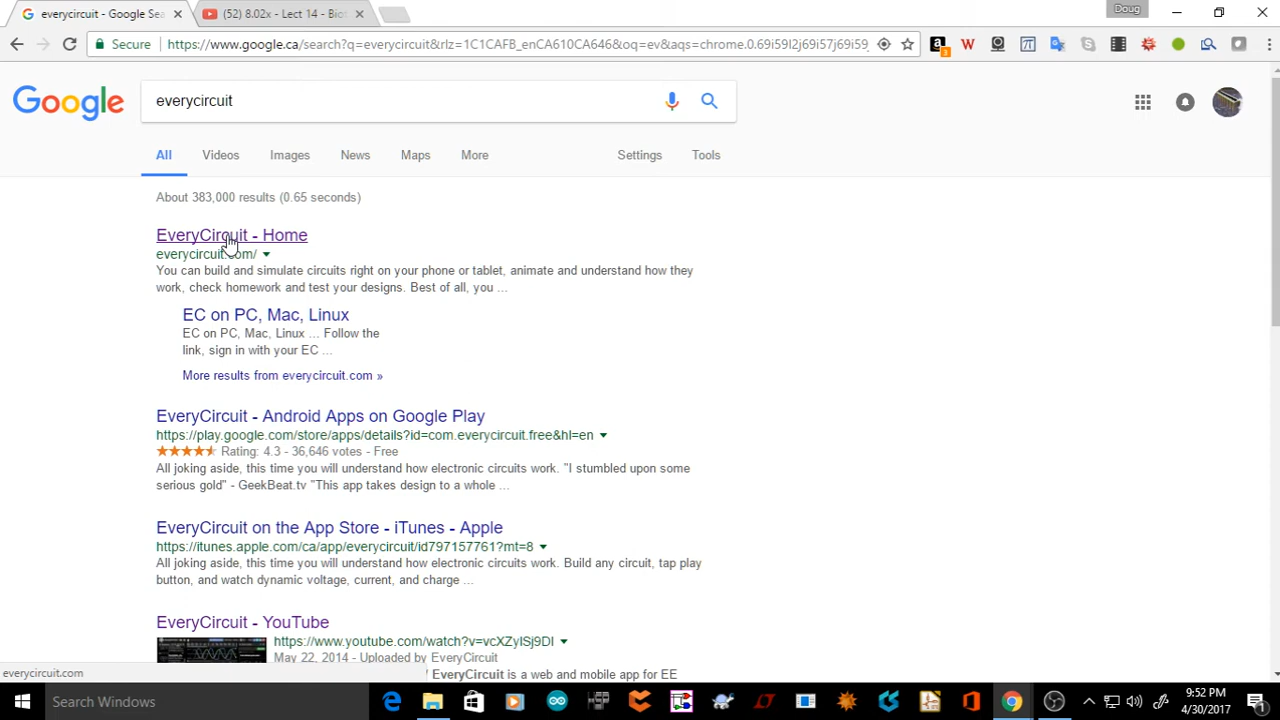 everycircuit - Google Sea
(52) 8.02x - Lect 14 - Biot
Doug
Secure
https://www.google.ca/search?q=everycircuit&rlz=1C1CAFB_enCA610CA646&oq=ev&aqs=chrome.0.69i59l2j69i57j69i59
3
Google
everycircuit
All
Videos
Images
News
Maps
More
Settings
Tools
About 383,000 results (0.65 seconds)
EveryCircuit - Home
everycircuit.com/
You can build and simulate circuits right on your phone or tablet, animate and understand how they
work, check homework and test your designs. Best of all, you ...
EC on PC, Mac, Linux
EC on PC, Mac, Linux ... Follow the
link, sign in with your EC ...
More results from everycircuit.com »
EveryCircuit - Android Apps on Google Play
https://play.google.com/store/apps/details?id=com.everycircuit.free&hl=en
Rating: 4.3 - 36,646 votes - Free
All joking aside, this time you will understand how electronic circuits work. "I stumbled upon some
serious gold" - GeekBeat.tv "This app takes design to a whole ...
EveryCircuit on the App Store - iTunes - Apple
https://itunes.apple.com/ca/app/everycircuit/id797157761?mt=8
All joking aside, this time you will understand how electronic circuits work. Build any circuit, tap play
button, and watch dynamic voltage, current, and charge ...
EveryCircuit - YouTube
https://www.youtube.com/watch?v=vcXZyISj9DI
May 22, 2014 - Uploaded by EveryCircuit
EveryCircuit is a web and mobile app for EE
everycircuit.com
Search Windows
9:52 PM
4/30/2017
1